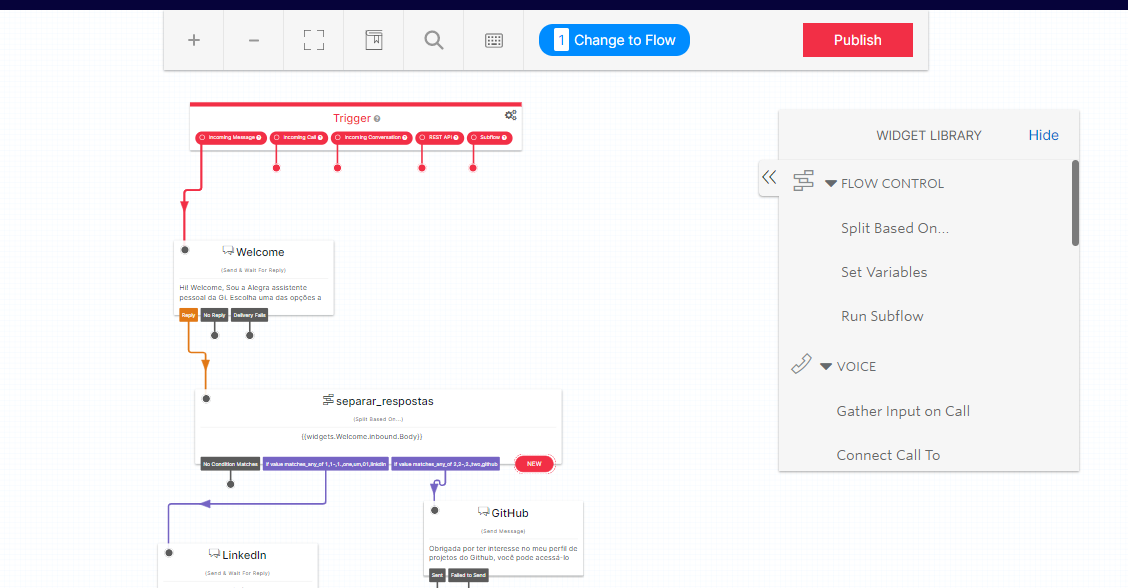 1 Change to Flow
Publish
Trigger
Incoming Message
Incoming Call
Incoming Conversation
REST API
Subflow
WIDGET LIBRARY
Hide
FLOW CONTROL
Split Based On...
Set Variables
Run Subflow
VOICE
Gather Input on Call
Connect Call To
Welcome
(Send & Wait For Reply)
Hi! Welcome, Sou a Alegra assistente
pessoal da Gi. Escolha uma das opções a
Reply
No Reply
Delivery Fails
separar_respostas
(Split Based On...)
{{widgets.Welcome.inbound.Body}}
No Condition Matches
If value matches_any_of 1,1-,1.,one,um,01,linkdin
If value matches_any_of 2,2-,2.,two,github
NEW
GitHub
(Send Message)
Obrigada por ter interesse no meu perfil de
projetos do Github, você pode acessá-lo
Sent
Failed to Send
LinkedIn
(Send & Wait For Reply)